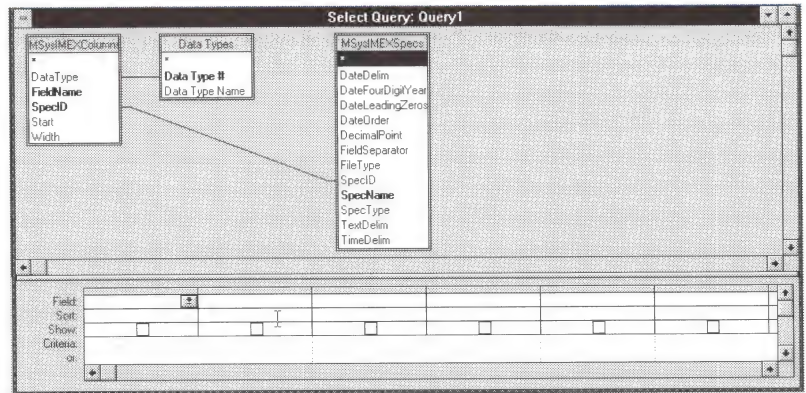 Select Query: Query1
MSysIMEXColumns
*
DataType
FieldName
SpecID
Start
Width
Data Types
*
Data Type #
Data Type Name
MSysIMEXSpecs
*
DateDelim
DateFourDigitYear
DateLeadingZeros
DateOrder
DecimalPoint
FieldSeparator
FileType
SpecID
SpecName
SpecType
TextDelim
TimeDelim
Field:
Sort:
Show:
Criteria:
or: